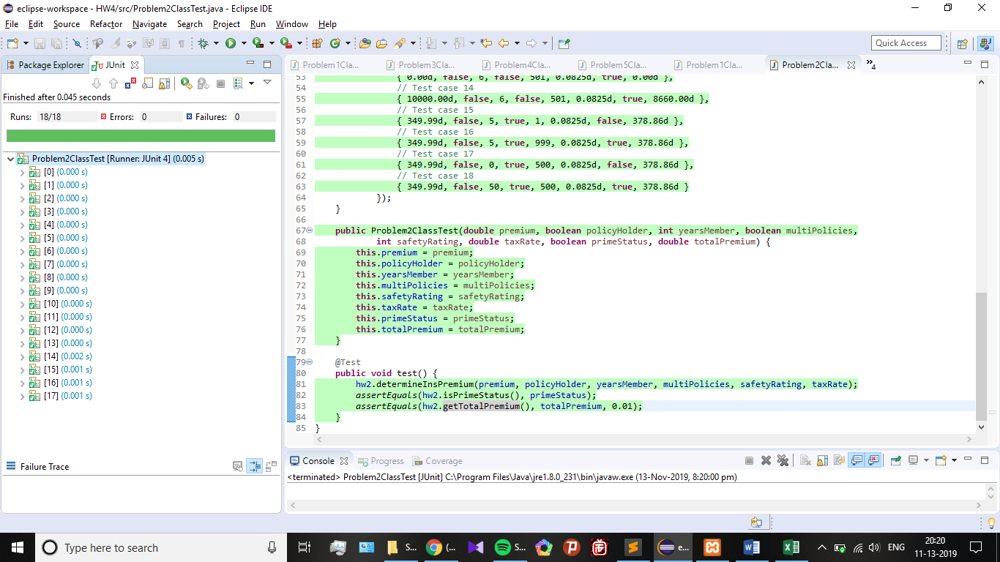 eclipse-workspace - HW4/src/Problem2ClassTest.java - Eclipse IDE
File Edit Source Refactor Navigate Search Project Run Window Help
Quick Access
Package Explorer JUnit
Problem1Cla... Problem3Cla... Problem4Cla... Problem5Cla... Problem1Cla... Problem2Cla... »4
Finished after 0.045 seconds
Runs: 18/18 Errors: 0 Failures: 0
Problem2ClassTest [Runner: JUnit 4] (0.005 s)
[0] (0.000 s)
[1] (0.000 s)
[2] (0.000 s)
[3] (0.000 s)
[4] (0.000 s)
[5] (0.000 s)
[6] (0.000 s)
[7] (0.000 s)
[8] (0.000 s)
[9] (0.000 s)
[10] (0.000 s)
[11] (0.000 s)
[12] (0.000 s)
[13] (0.000 s)
[14] (0.002 s)
[15] (0.001 s)
[16] (0.001 s)
[17] (0.001 s)
Failure Trace
53 { 0.00d, false, 6, false, 501, 0.0825d, true, 0.00d },
54 // Test case 14
55 { 10000.00d, false, 6, false, 501, 0.0825d, true, 8660.00d },
56 // Test case 15
57 { 349.99d, false, 5, true, 1, 0.0825d, false, 378.86d },
58 // Test case 16
59 { 349.99d, false, 5, true, 999, 0.0825d, true, 378.86d },
60 // Test case 17
61 { 349.99d, false, 0, true, 500, 0.0825d, false, 378.86d },
62 // Test case 18
63 { 349.99d, false, 50, true, 500, 0.0825d, true, 378.86d }
64 });
65 }
66
67 public Problem2ClassTest(double premium, boolean policyHolder, int yearsMember, boolean multiPolicies,
68 int safetyRating, double taxRate, boolean primeStatus, double totalPremium) {
69 this.premium = premium;
70 this.policyHolder = policyHolder;
71 this.yearsMember = yearsMember;
72 this.multiPolicies = multiPolicies;
73 this.safetyRating = safetyRating;
74 this.taxRate = taxRate;
75 this.primeStatus = primeStatus;
76 this.totalPremium = totalPremium;
77 }
78
79 @Test
80 public void test() {
81 hw2.determineInsPremium(premium, policyHolder, yearsMember, multiPolicies, safetyRating, taxRate);
82 assertEquals(hw2.isPrimeStatus(), primeStatus);
83 assertEquals(hw2.getTotalPremium(), totalPremium, 0.01);
84 }
85 }
Console Progress Coverage
<terminated> Problem2ClassTest [JUnit] C:\Program Files\Java\jre1.8.0_231\bin\javaw.exe (13-Nov-2019, 8:20:00 pm)
Type here to search
S... (... S... e...
ENG
20:20
11-13-2019